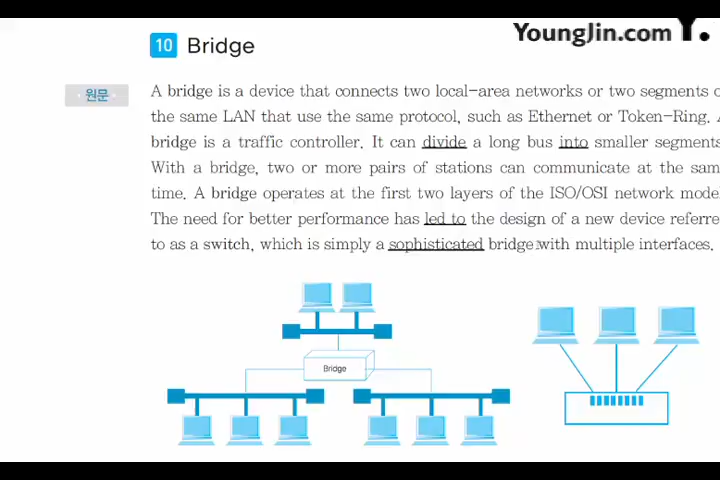 YoungJin.com Y.
10 Bridge
원문
A bridge is a device that connects two local-area networks or two segments o
the same LAN that use the same protocol, such as Ethernet or Token-Ring. A
bridge is a traffic controller. It can divide a long bus into smaller segments
With a bridge, two or more pairs of stations can communicate at the sam
time. A bridge operates at the first two layers of the ISO/OSI network mode
The need for better performance has led to the design of a new device referre
to as a switch, which is simply a sophisticated bridge with multiple interfaces.
Bridge